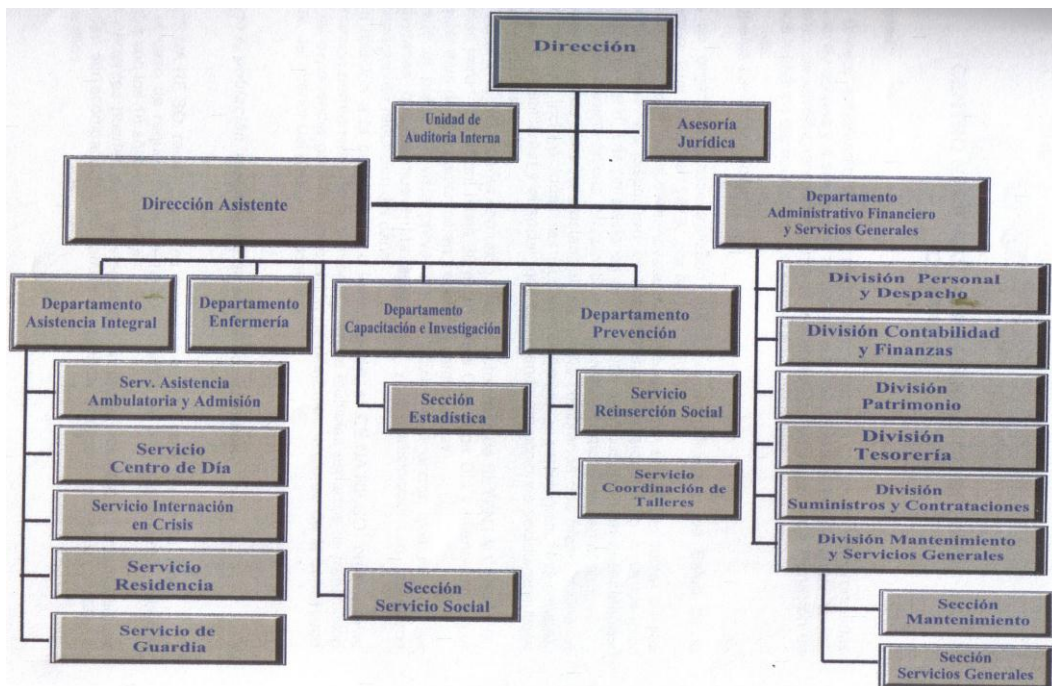 Dirección
Unidad de
Auditoria Interna
Asesoría
Jurídica
Dirección Asistente
Departamento
Administrativo Financiero
y Servicios Generales
Departamento
Asistencia Integral
Departamento
Enfermería
Departamento
Capacitación e Investigación
Departamento
Prevención
División Personal
y Despacho
División Contabilidad
y Finanzas
División
Patrimonio
División
Tesorería
División
Suministros y Contrataciones
División Mantenimiento
y Servicios Generales
Sección
Mantenimiento
Sección
Servicios Generales
Serv. Asistencia
Ambulatoria y Admisión
Servicio
Centro de Día
Servicio Internación
en Crisis
Servicio
Residencia
Servicio de
Guardia
Sección
Estadística
Sección
Servicio Social
Servicio
Reinserción Social
Servicio
Coordinación de
Talleres